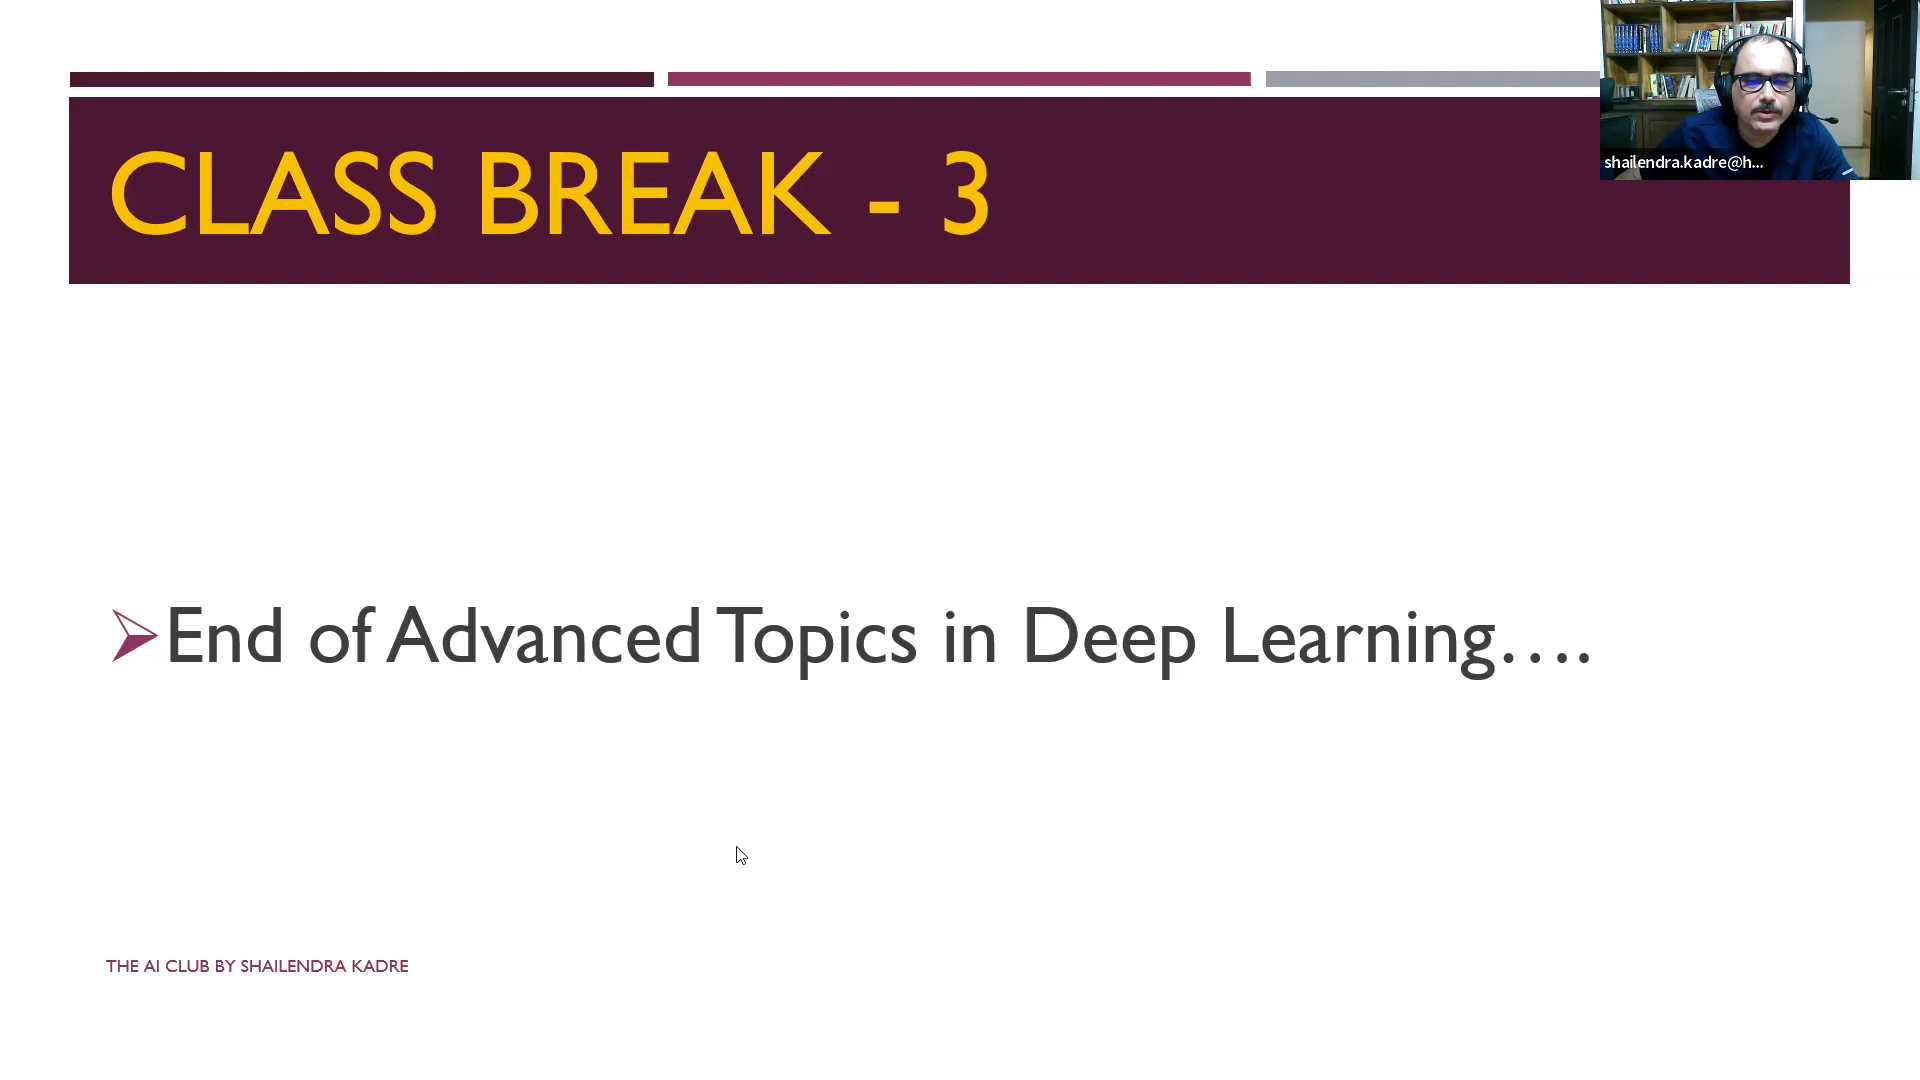 CLASS BREAK - 3
shailendra.kadre@h...
End of Advanced Topics in Deep Learning....
THE AI CLUB BY SHAILENDRA KADRE